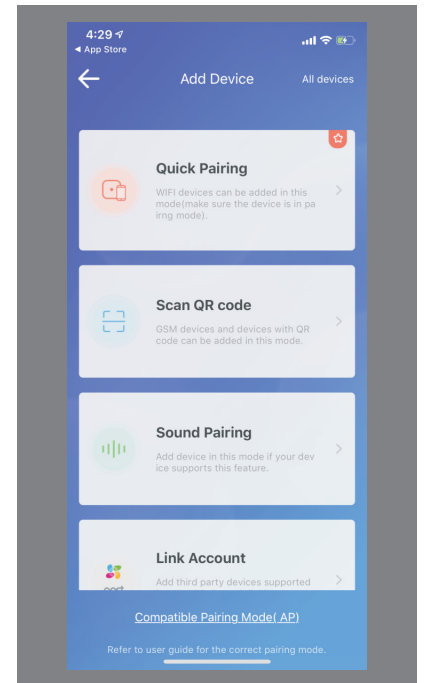 4:29
◀ App Store
Add Device
All devices
Quick Pairing
WIFI devices can be added in this
mode(make sure the device is in pa
irng mode).
Scan QR code
GSM devices and devices with QR
code can be added in this mode.
Sound Pairing
Add device in this mode if your dev
ice supports this feature.
Link Account
Add third party devices supported
Compatible Pairing Mode( AP)
Refer to user guide for the correct pairing mode.